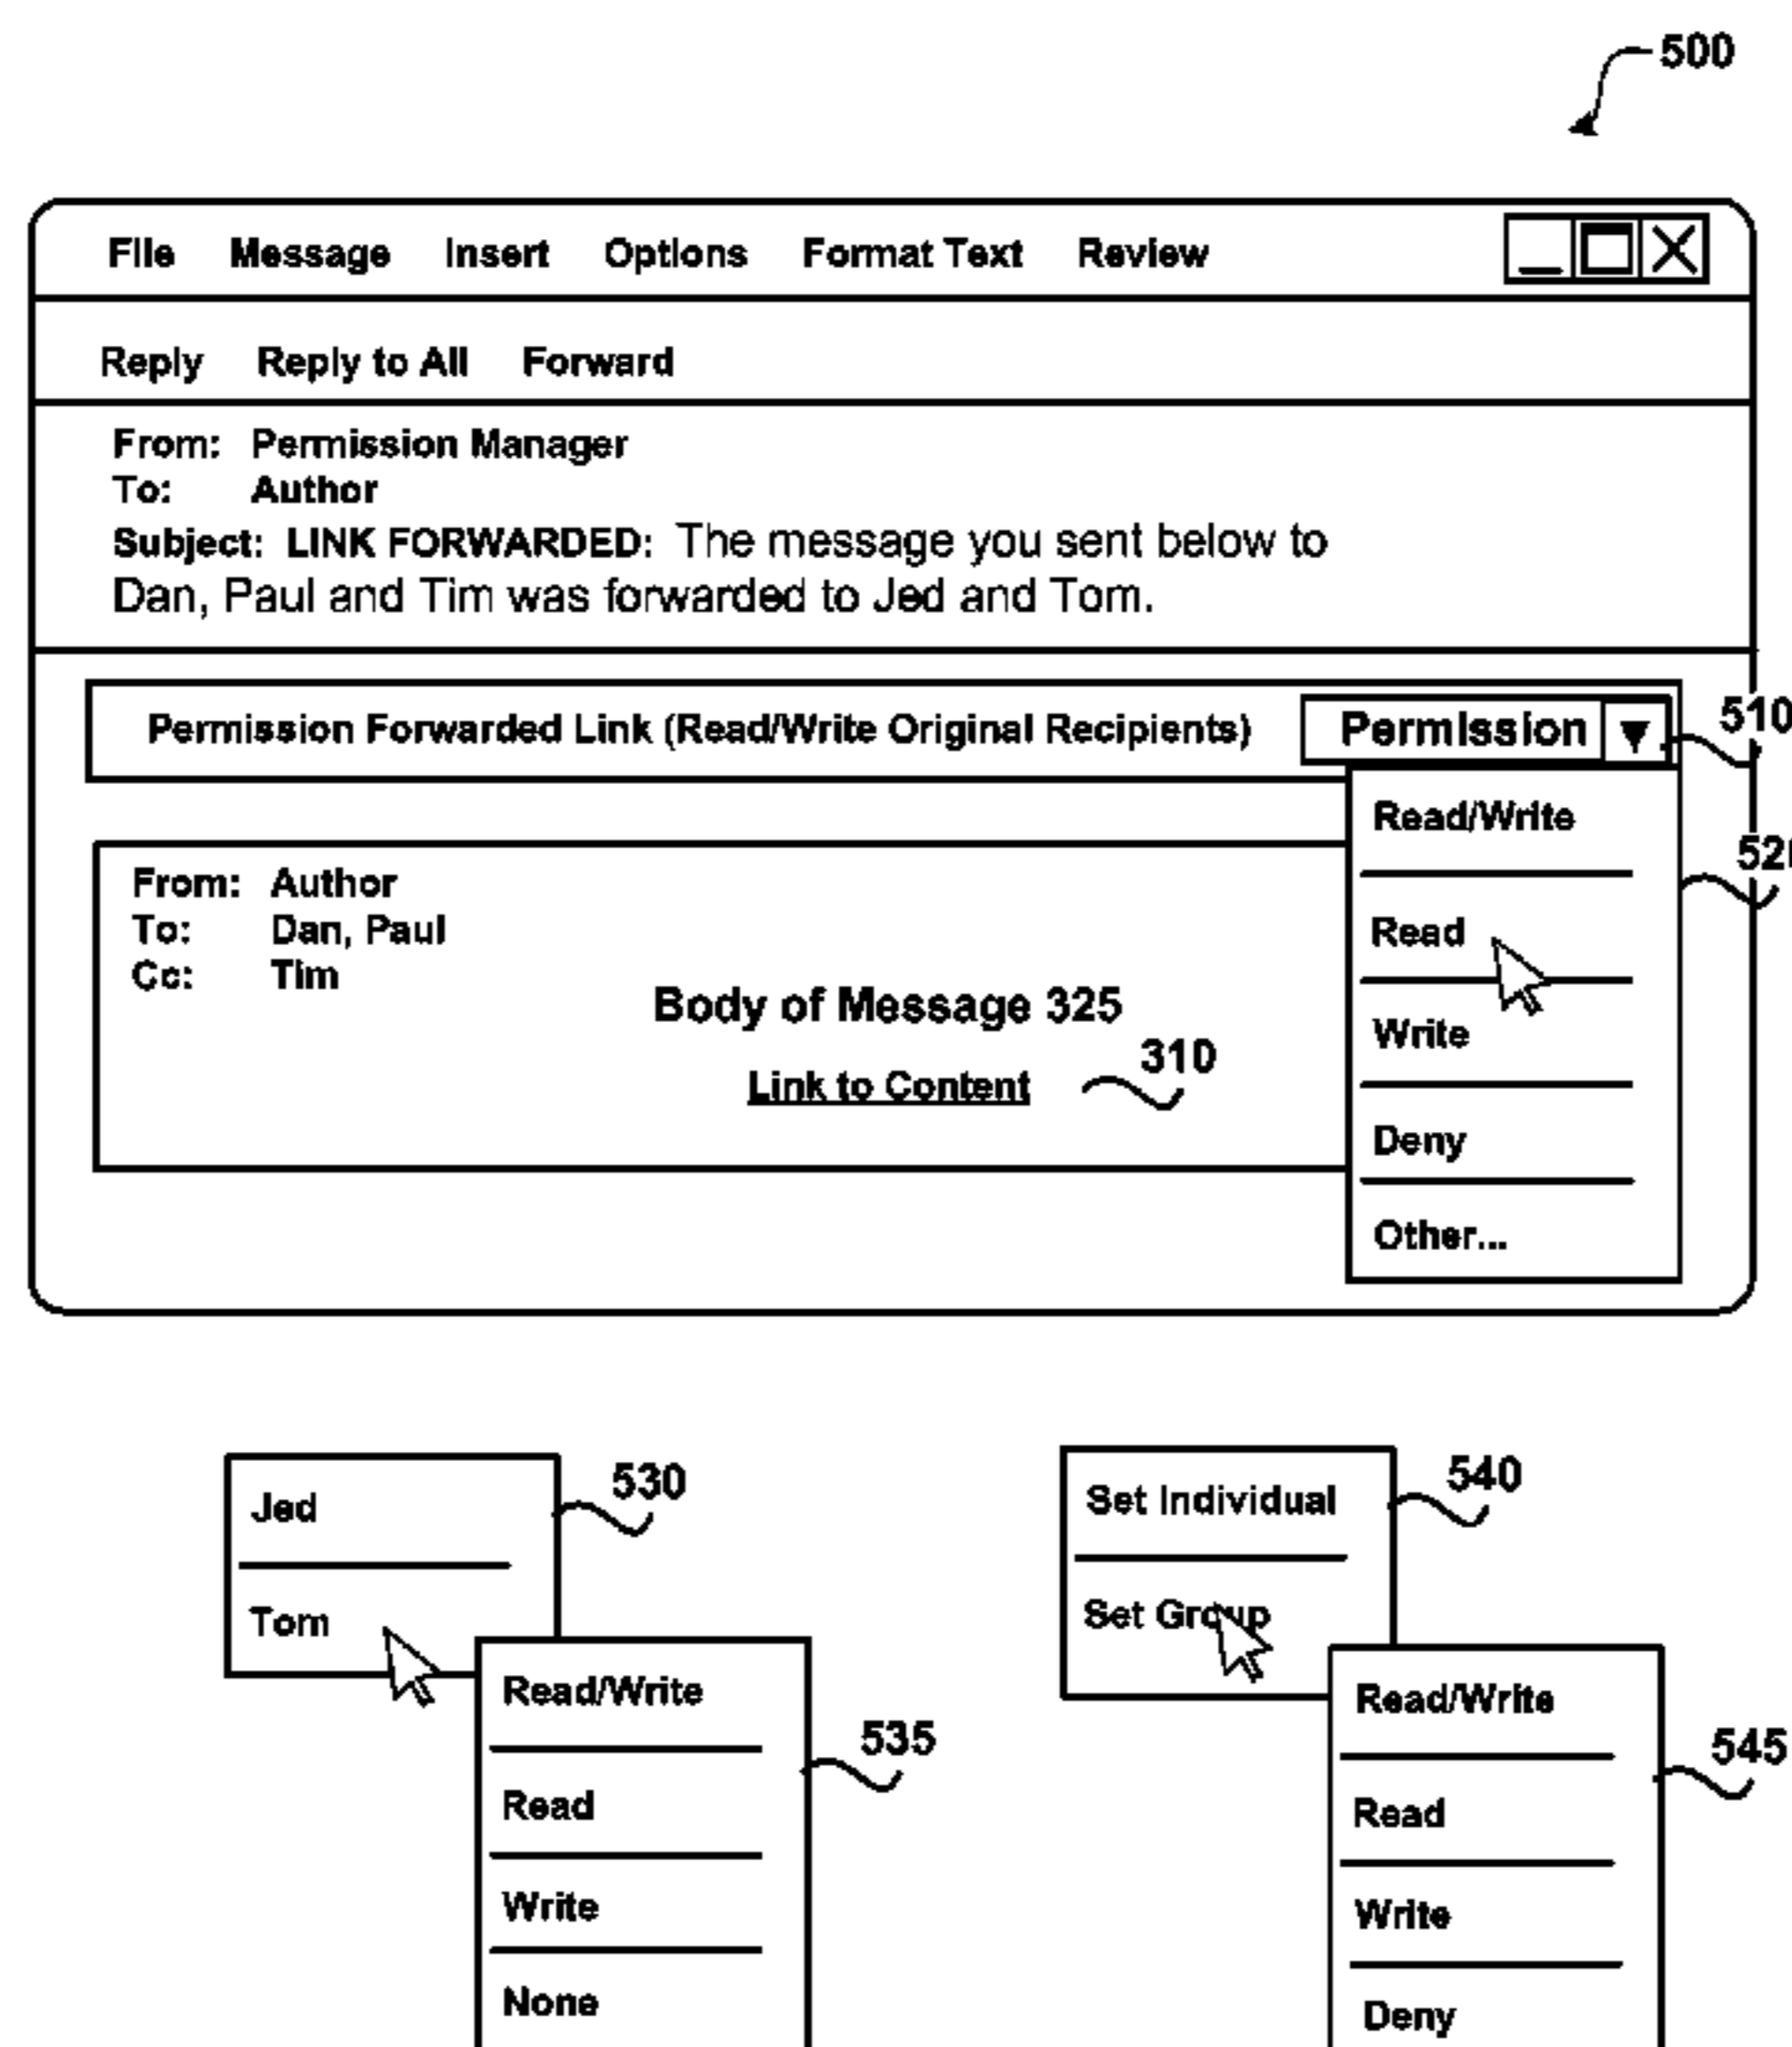 500
File Message Insert Options Format Text Review
Reply Reply to All Forward
From: Permission Manager
To: Author
Subject: LINK FORWARDED: The message you sent below to
Dan, Paul and Tim was forwarded to Jed and Tom.
Permission Forwarded Link (Read/Write Original Recipients) Permission 510
Read/Write
520
Read
Write
Deny
Other...
From: Author
To: Dan, Paul
Cc: Tim
Body of Message 325
310
Link to Content
Jed
530
Tom
Read/Write
535
Read
Write
None
Set Individual
540
Set Group
Read/Write
545
Read
Write
Deny